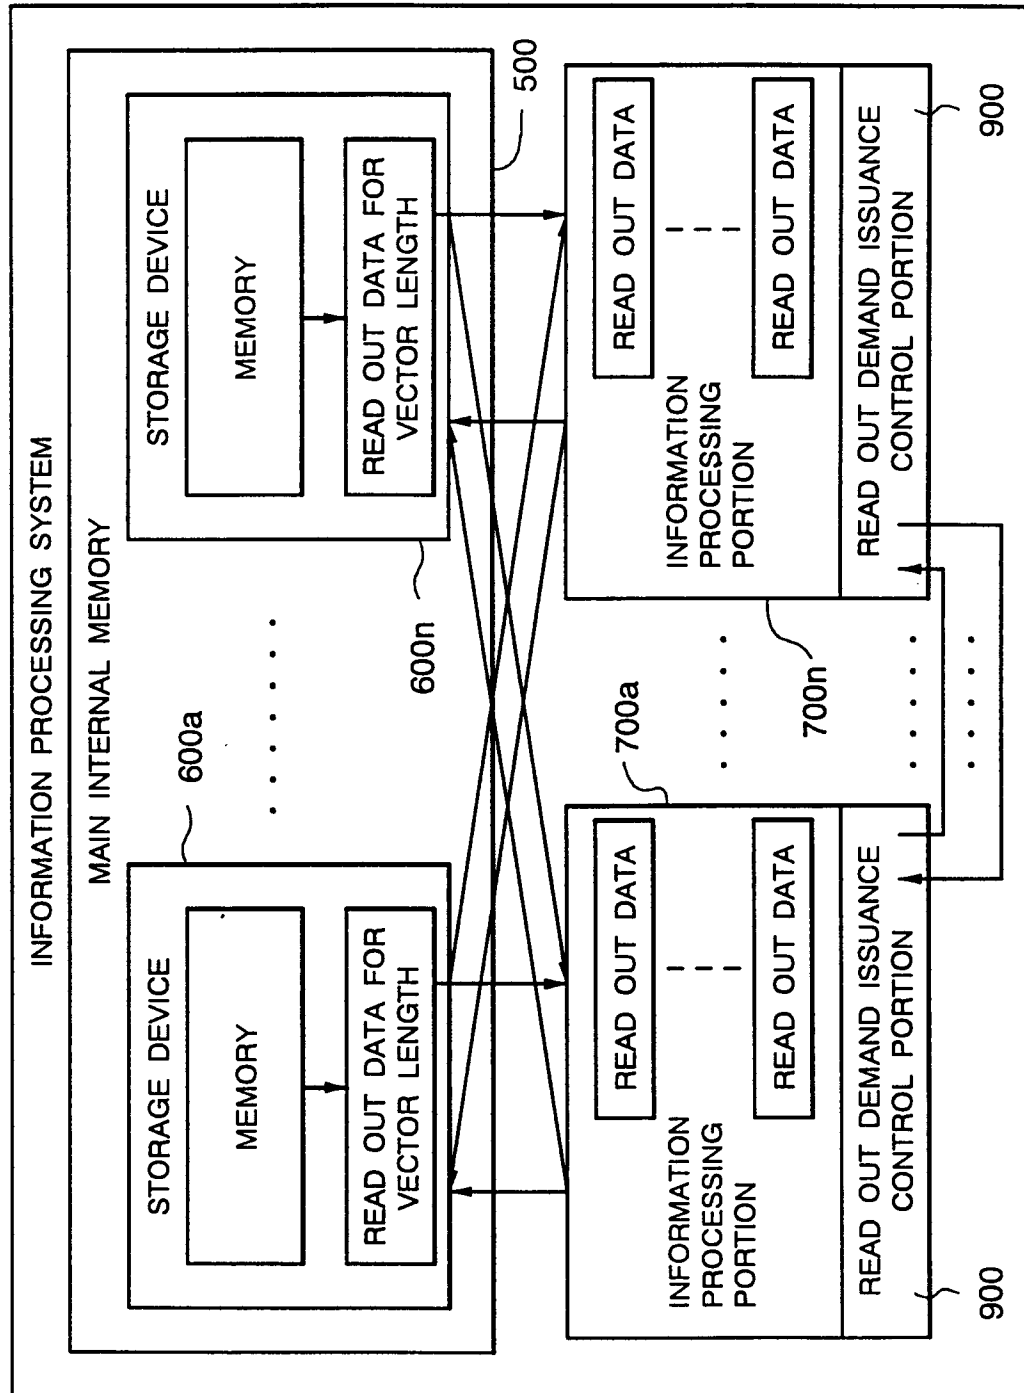 INFORMATION PROCESSING SYSTEM
MAIN INTERNAL MEMORY
600a
STORAGE DEVICE
MEMORY
READ OUT DATA FOR
VECTOR LENGTH
600n
STORAGE DEVICE
MEMORY
READ OUT DATA FOR
VECTOR LENGTH
500
700a
INFORMATION
PROCESSING
PORTION
READ OUT DATA
READ OUT DATA
READ OUT DEMAND ISSUANCE
CONTROL PORTION
900
700n
INFORMATION
PROCESSING
PORTION
READ OUT DATA
READ OUT DATA
READ OUT DEMAND ISSUANCE
CONTROL PORTION
900